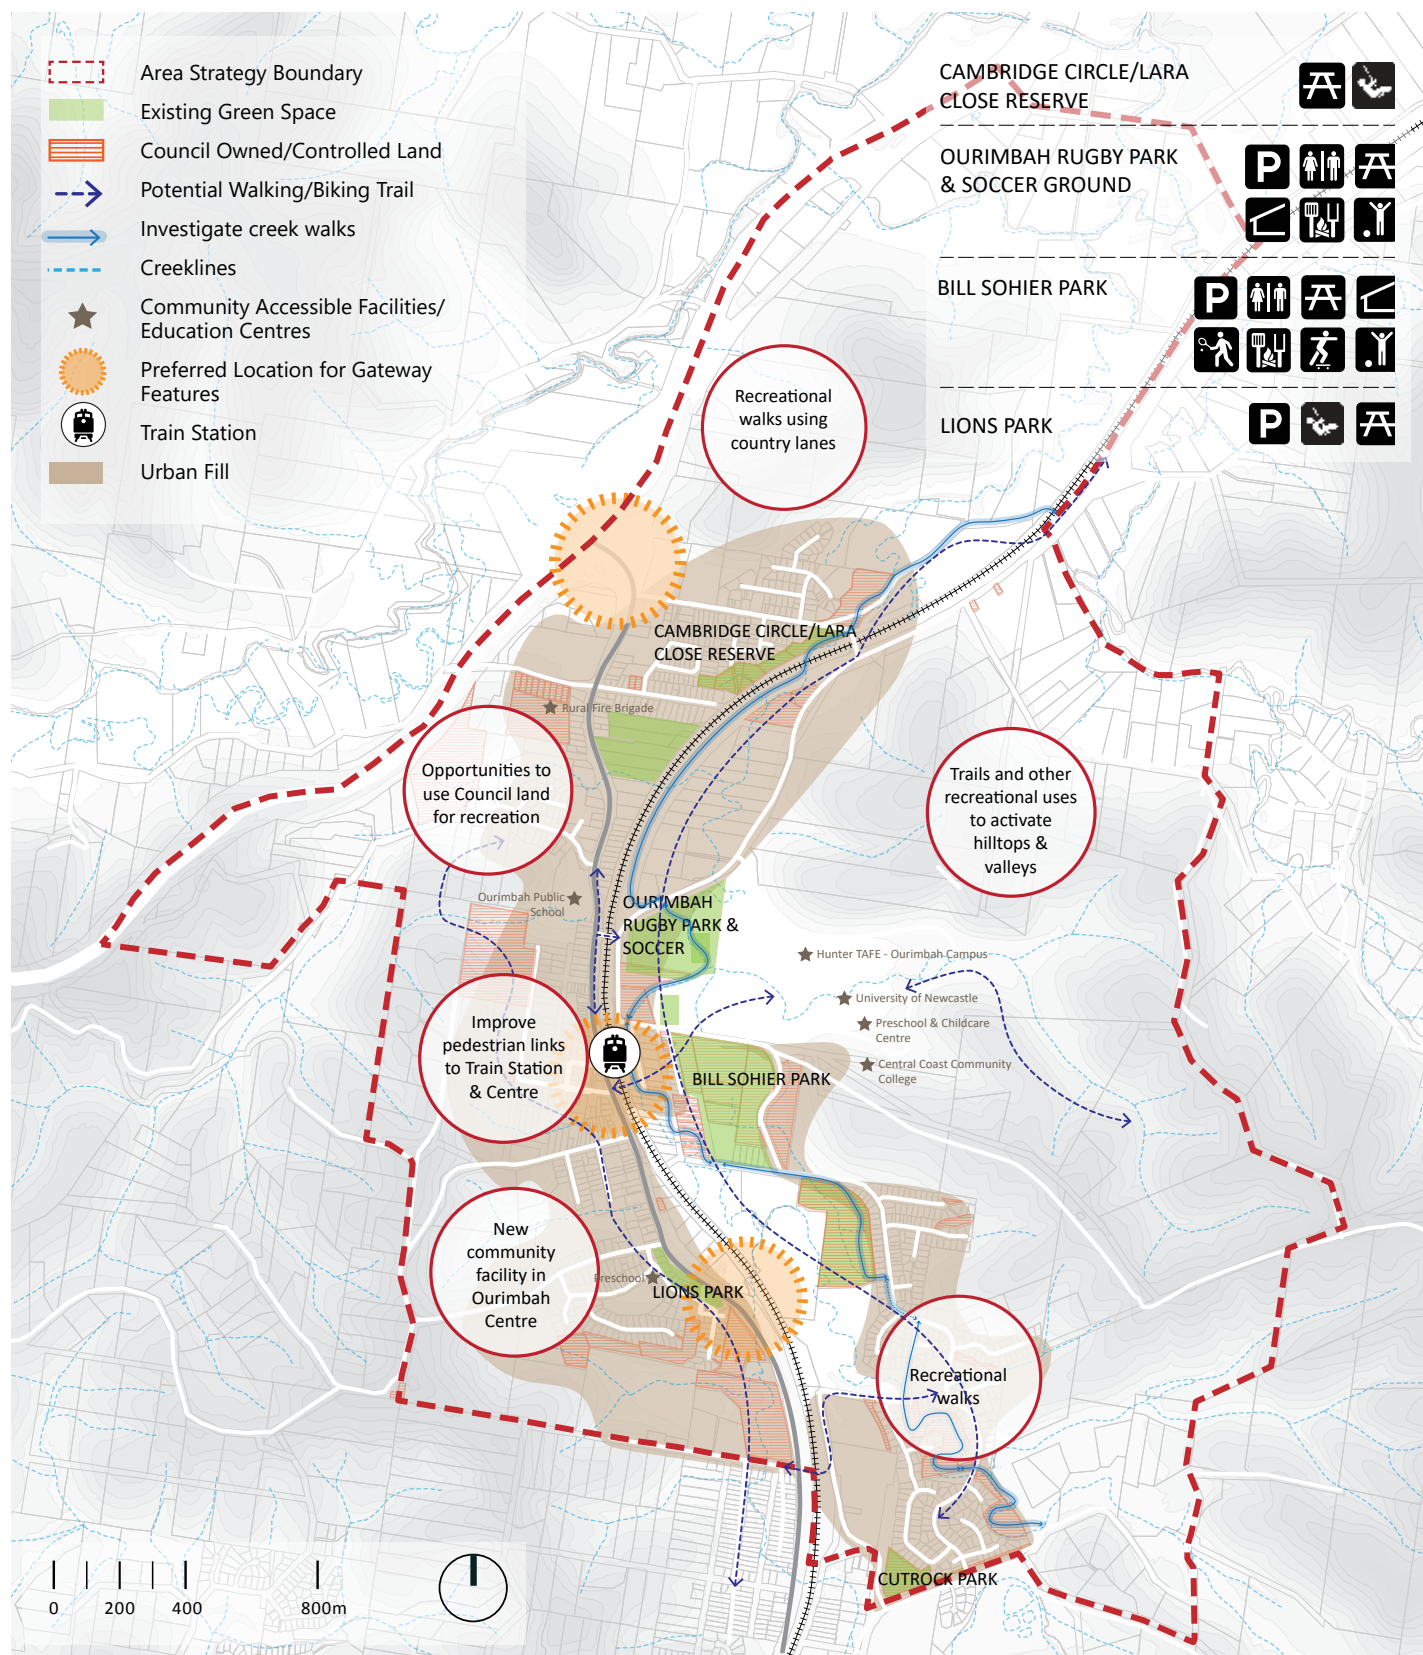 Area Strategy Boundary
Existing Green Space
Council Owned/Controlled Land
Potential Walking/Biking Trail
Investigate creek walks
Creeklines
Community Accessible Facilities/
Education Centres
Preferred Location for Gateway
Features
Train Station
Urban Fill
CAMBRIDGE CIRCLE/LARA
CLOSE RESERVE
OURIMBAH RUGBY PARK
& SOCCER GROUND
P
BILL SOHIER PARK
P
LIONS PARK
P
Recreational
walks using
country lanes
CAMBRIDGE CIRCLE/LARA
CLOSE RESERVE
Rural Fire Brigade
Opportunities to
use Council land
for recreation
Trails and other
recreational uses
to activate
hilltops &
valleys
Ourimbah Public
School
OURIMBAH
RUGBY PARK &
SOCCER
Hunter TAFE - Ourimbah Campus
University of Newcastle
Preschool & Childcare
Centre
Central Coast Community
College
Improve
pedestrian links
to Train Station
& Centre
BILL SOHIER PARK
New
community
facility in
Ourimbah
Centre
Preschool
LIONS PARK
Recreational
walks
CUTROCK PARK
0 200 400 800m